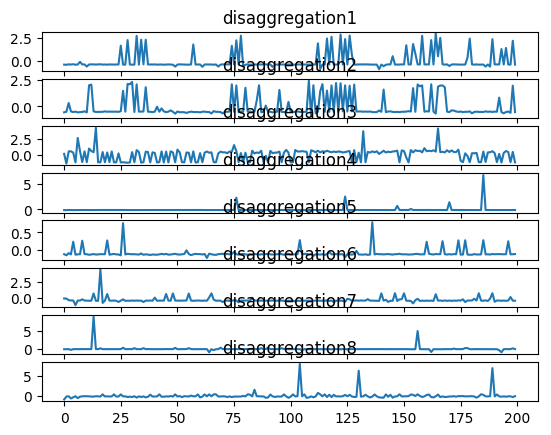 disaggregation1
2.5
0.0
disaggregation2
2.5
0.0
disaggregation3
2.5
0.0
disaggregation4
5
0
disaggregation5
0.5
0.0
disaggregation6
2.5
0.0
disaggregation7
5
0
disaggregation8
5
0
0 25 50 75 100 125 150 175 200